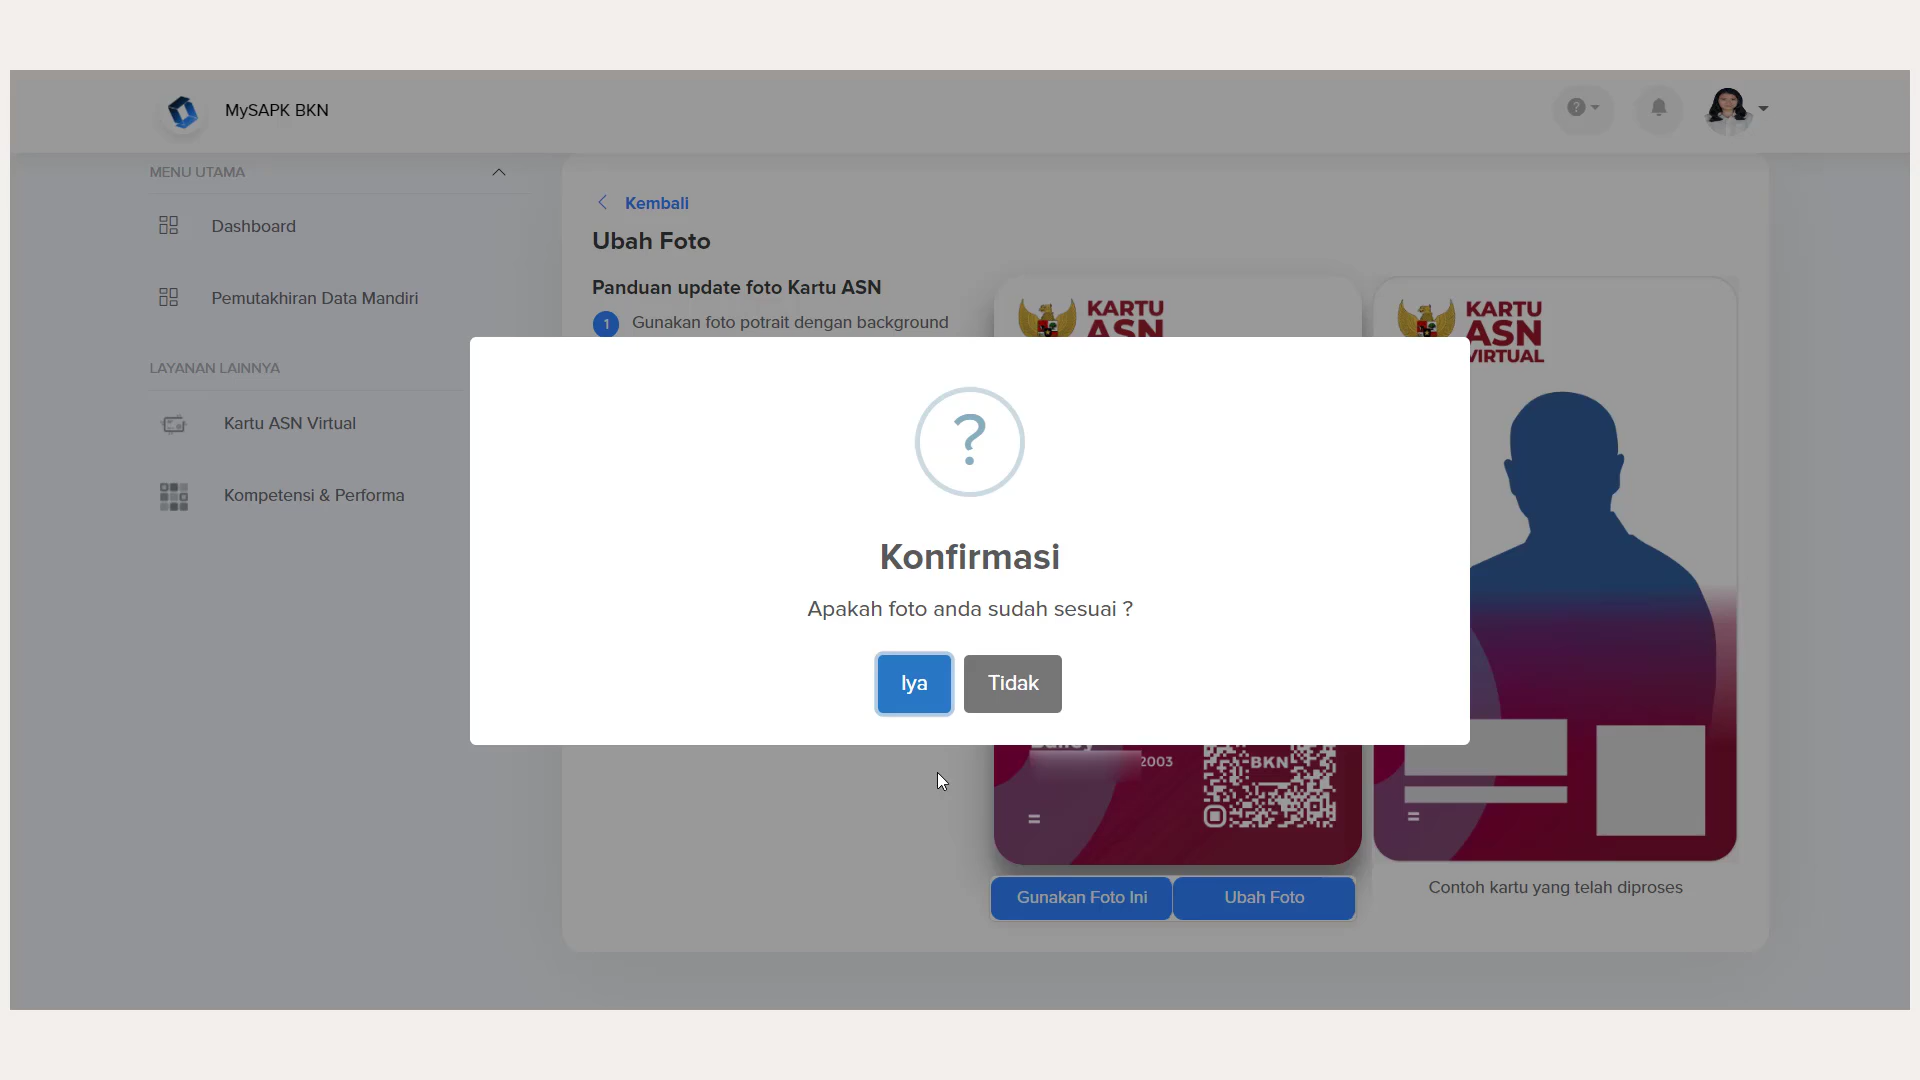 MySAPK BKN
MENU UTAMA
Dashboard
Pemutakhiran Data Mandiri
LAYANAN LAINNYA
Kartu ASN Virtual
Kompetensi & Performa
Kembali
Ubah Foto
Panduan update foto Kartu ASN
1 Gunakan foto potrait dengan background
KARTU
ASN
KARTU
ASN
VIRTUAL
?
Konfirmasi
Apakah foto anda sudah sesuai ?
Iya
Tidak
2003
BKN
Gunakan Foto Ini
Ubah Foto
Contoh kartu yang telah diproses